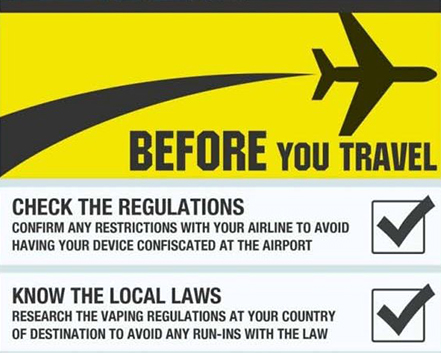 BEFORE YOU TRAVEL
CHECK THE REGULATIONS
CONFIRM ANY RESTRICTIONS WITH YOUR AIRLINE TO AVOID
HAVING YOUR DEVICE CONFISCATED AT THE AIRPORT
KNOW THE LOCAL LAWS
RESEARCH THE VAPING REGULATIONS AT YOUR COUNTRY
OF DESTINATION TO AVOID ANY RUN-INS WITH THE LAW